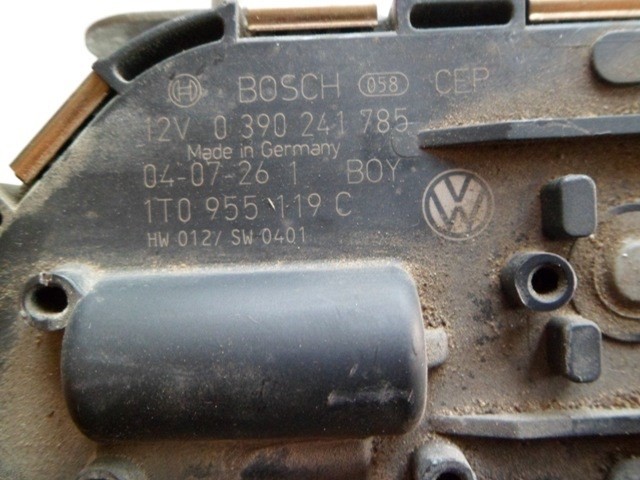 BOSCH 058 CEP
12V 0 390 241 785
Made in Germany
04-07-26 1 BOY
1T0 955 119 C
HW 012/ SW 0401